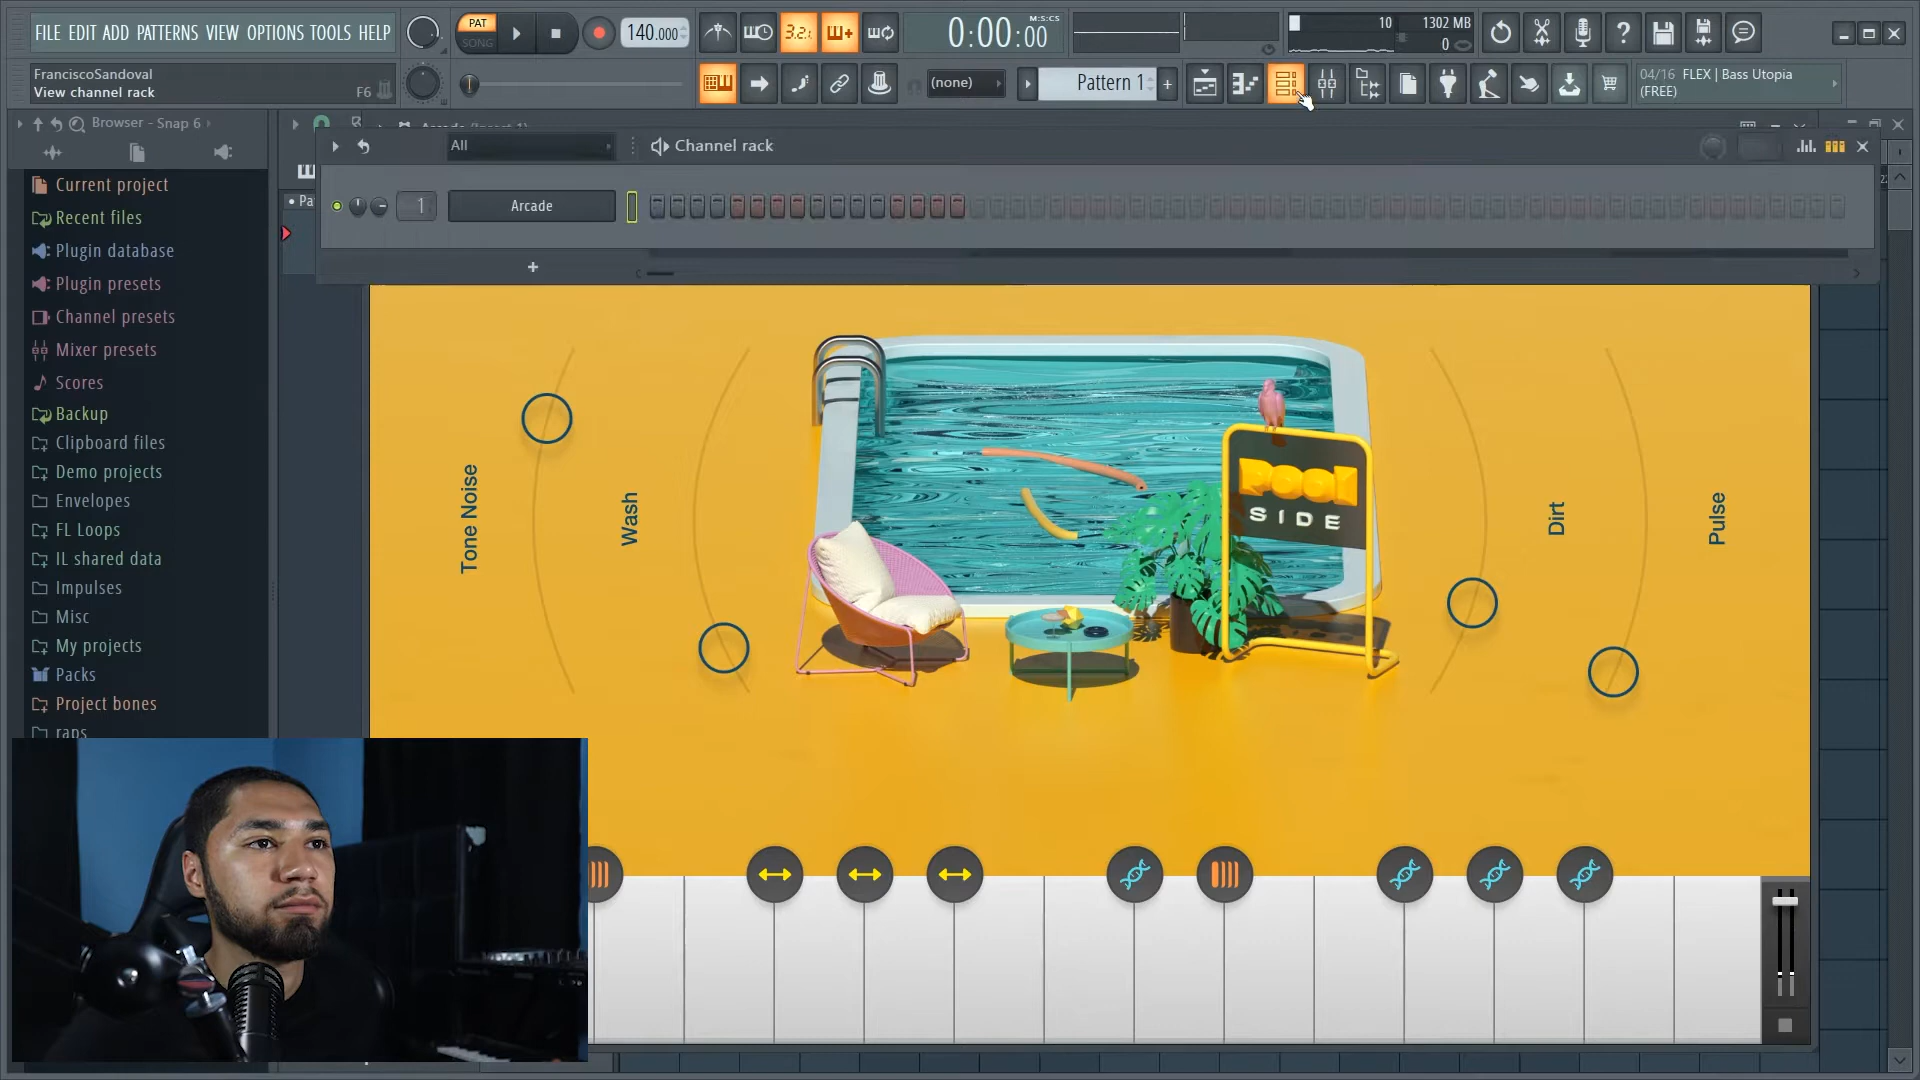 FILE EDIT ADD PATTERNS VIEW OPTIONS TOOLS HELP
PAT
SONG
140.000
3.2.
0:00:00
M:S:CS
10
1302 MB
0
FranciscoSandoval
View channel rack
F6
(none)
Pattern 1
04/16 FLEX | Bass Utopia
(FREE)
Browser - Snap 6
All
Channel rack
1
Arcade
Current project
Recent files
Plugin database
Plugin presets
Channel presets
Mixer presets
Scores
Backup
Clipboard files
Demo projects
Envelopes
FL Loops
IL shared data
Impulses
Misc
My projects
Packs
Project bones
raps
Tone Noise
Wash
POOL
SIDE
Dirt
Pulse